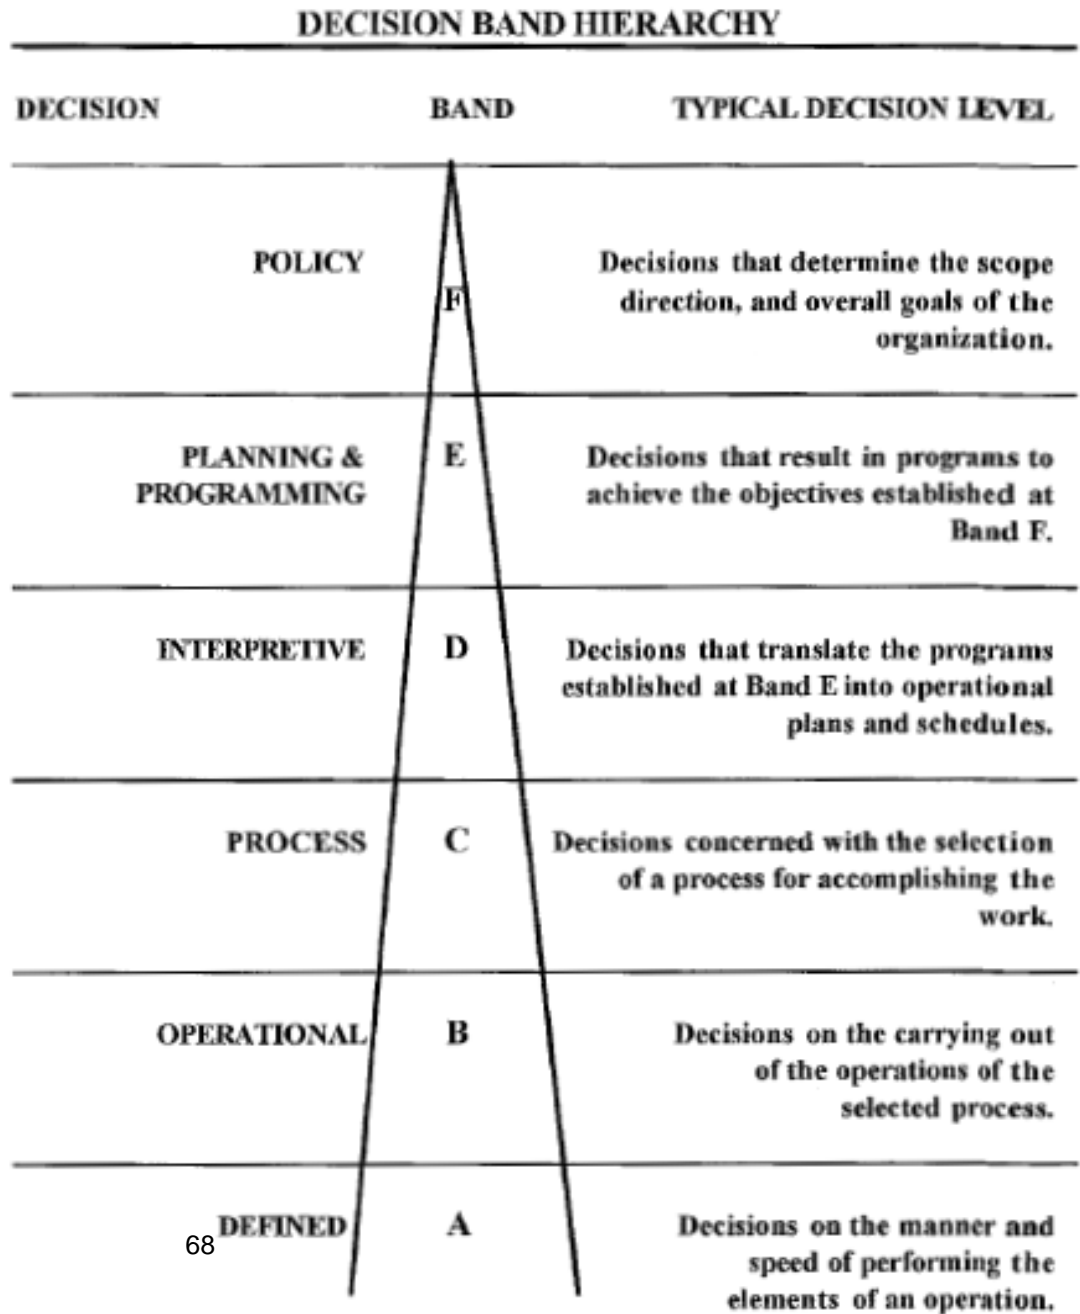 DECISION BAND HIERARCHY
DECISION BAND TYPICAL DECISION LEVEL
POLICY
F
Decisions that determine the scope
direction, and overall goals of the
organization.
PLANNING &
PROGRAMMING
E
Decisions that result in programs to
achieve the objectives established at
Band F.
INTERPRETIVE
D
Decisions that translate the programs
established at Band E into operational
plans and schedules.
PROCESS
C
Decisions concerned with the selection
of a process for accomplishing the
work.
OPERATIONAL
B
Decisions on the carrying out
of the operations of the
selected process.
DEFINED
A
Decisions on the manner and
speed of performing the
elements of an operation.
68